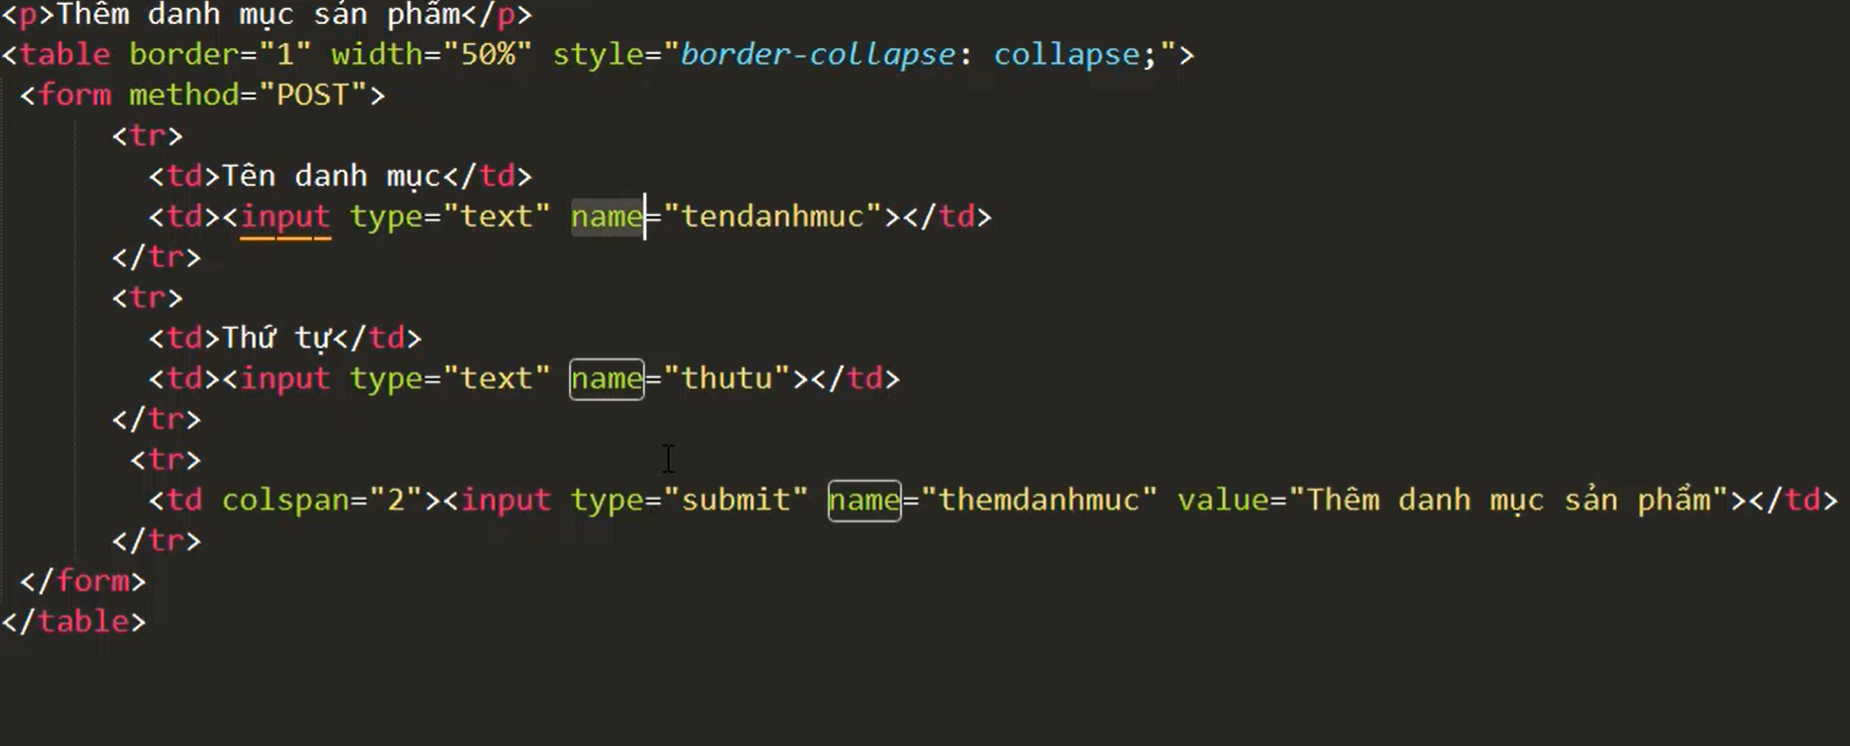 <p>Thêm danh mục sản phẩm</p>
<table border="1" width="50%" style="border-collapse: collapse;">
<form method="POST">
<tr>
<td>Tên danh mục</td>
<td><input type="text" name="tendanhmuc"></td>
</tr>
<tr>
<td>Thứ tự</td>
<td><input type="text" name="thutu"></td>
</tr>
<tr>
<td colspan="2"><input type="submit" name="themdanhmuc" value="Thêm danh mục sản phẩm"></td>
</tr>
</form>
</table>